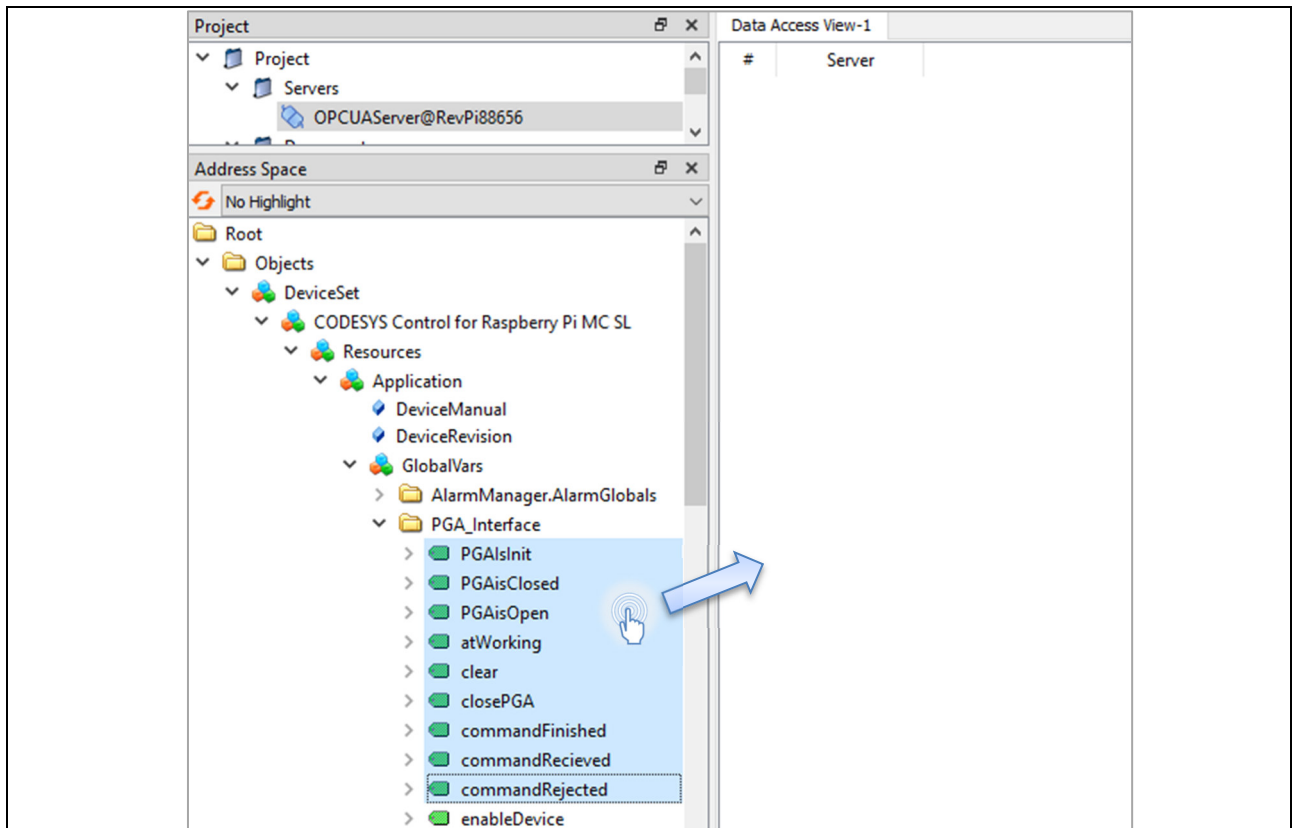 Project
Project
Servers
OPCUAServer@RevPi88656
Address Space
No Highlight
Root
Objects
DeviceSet
CODESYS Control for Raspberry Pi MC SL
Resources
Application
DeviceManual
DeviceRevision
GlobalVars
AlarmManager.AlarmGlobals
PGA_Interface
PGAIsInit
PGAisClosed
PGAisOpen
atWorking
clear
closePGA
commandFinished
commandRecieved
commandRejected
enableDevice
Data Access View-1
# Server